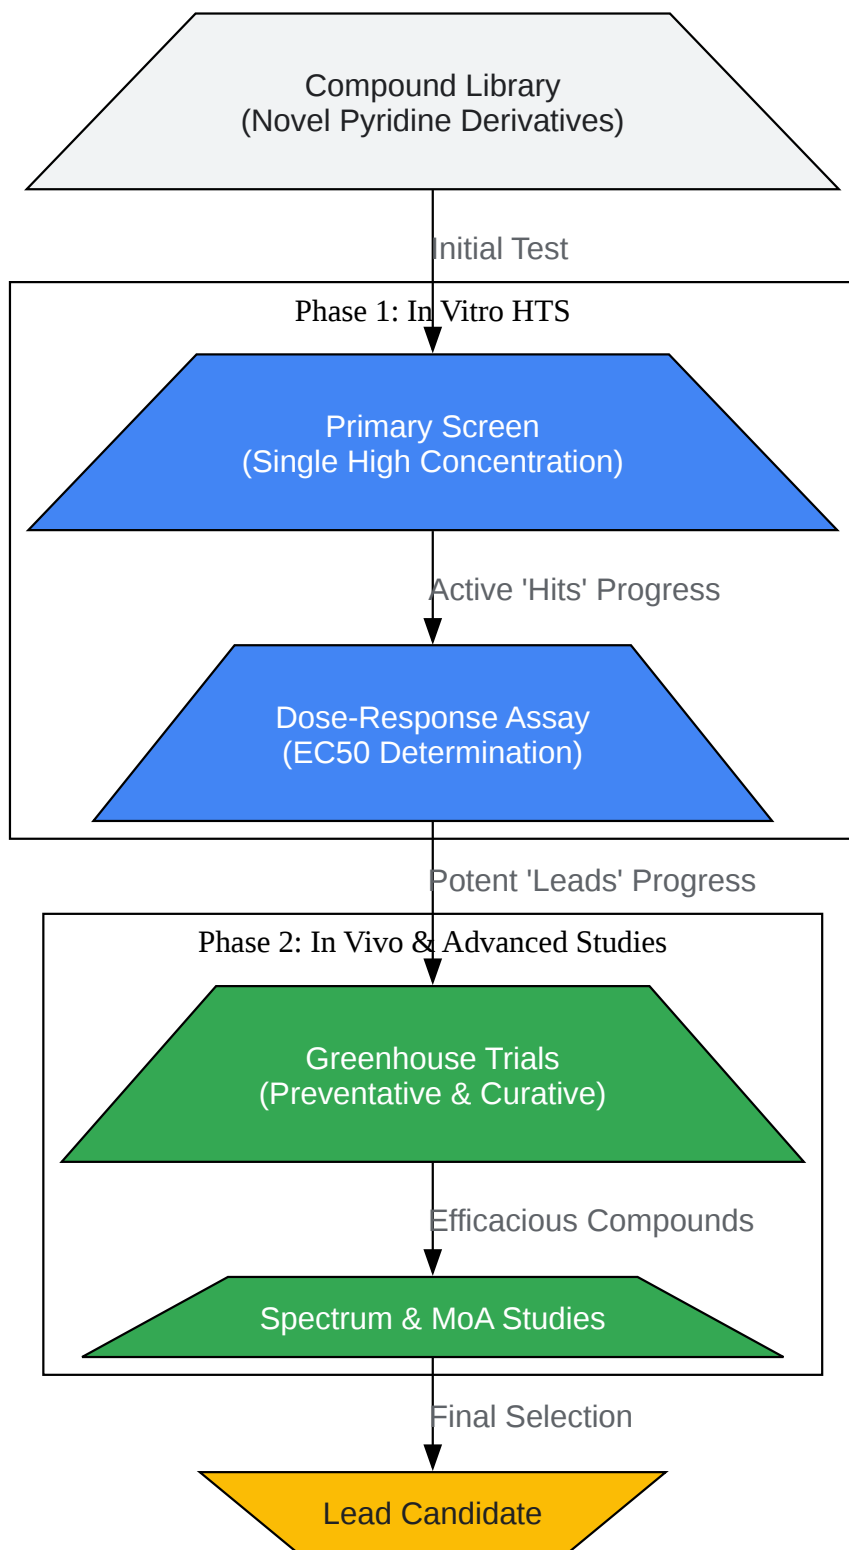 Compound Library
(Novel Pyridine Derivatives)
Initial Test
Phase 1: In Vitro HTS
Primary Screen
(Single High Concentration)
Active 'Hits' Progress
Dose-Response Assay
(EC50 Determination)
Potent 'Leads' Progress
Phase 2: In Vivo & Advanced Studies
Greenhouse Trials
(Preventative & Curative)
Efficacious Compounds
Spectrum & MoA Studies
Final Selection
Lead Candidate